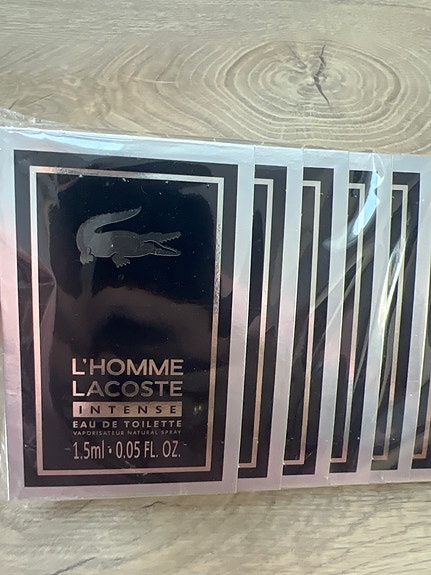 L'HOMME
LACOSTE
INTENSE
EAU DE TOILETTE
VAPORISATEUR NATURAL SPRAY
1.5ml • 0.05 FL. OZ.